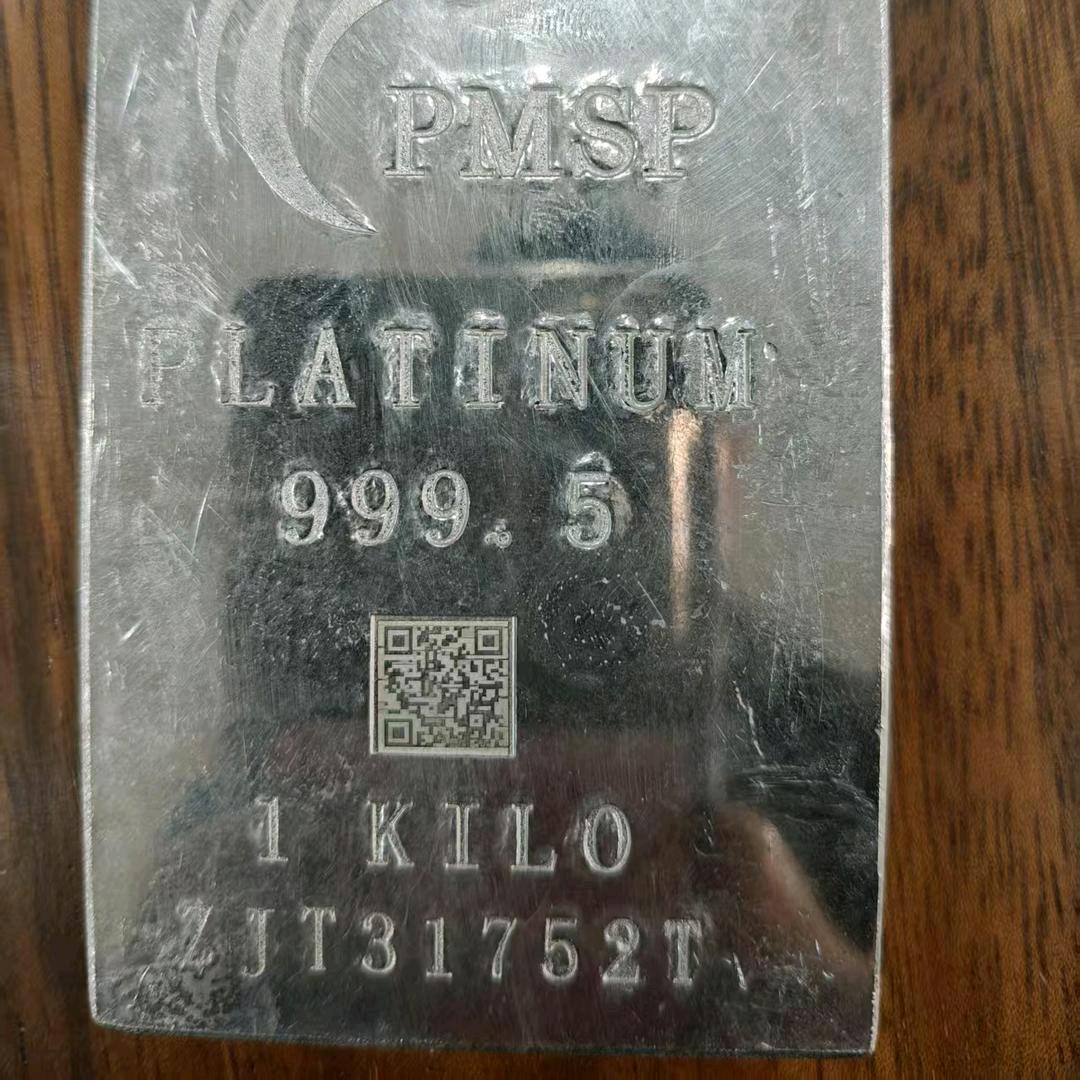 PMSP
PLATINUM
999.5
1 KILO
ZJT31752T